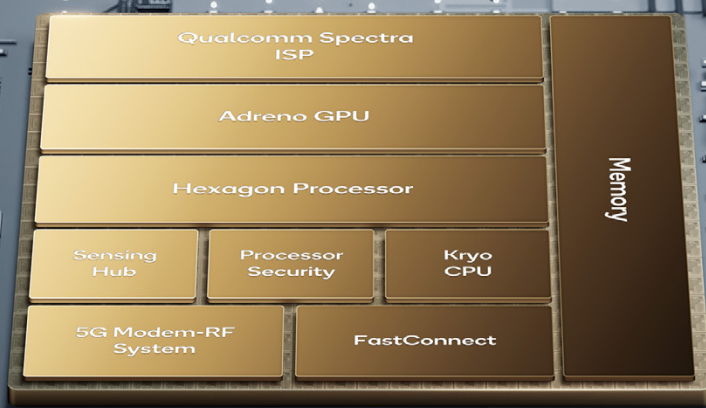 Qualcomm Spectra
ISP
Adreno GPU
Hexagon Processor
Sensing
Hub
Processor
Security
Kryo
CPU
5G Modem-RF
System
FastConnect
Memory